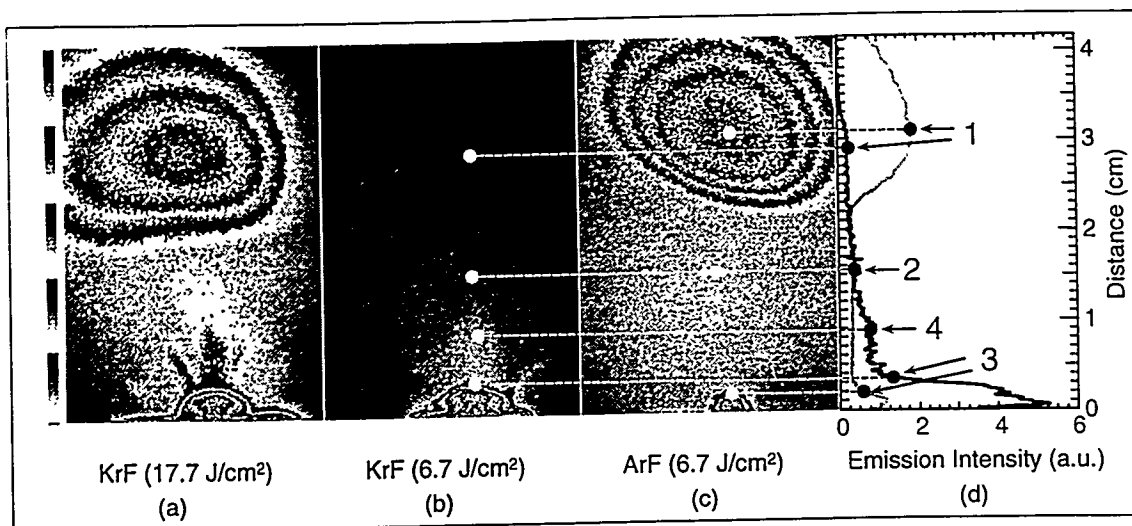 4
1
3
Distance (cm)
2
2
4
1
3
0
0 2 4 6
KrF (17.7 J/cm²) KrF (6.7 J/cm²) ArF (6.7 J/cm²) Emission Intensity (a.u.)
(a) (b) (c) (d)